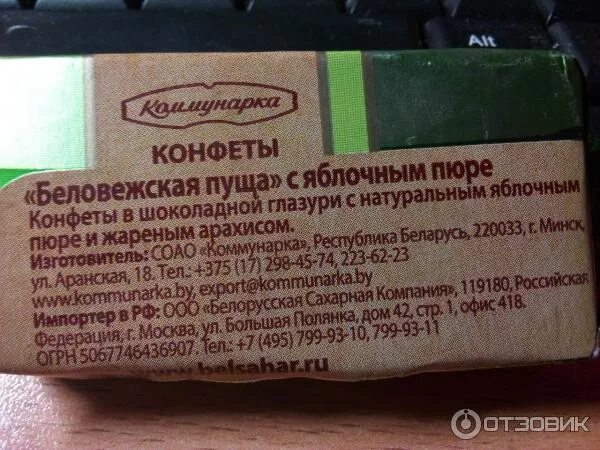 Alt
Коммунарка
КОНФЕТЫ
«Беловежская пуща» с яблочным пюре
Конфеты в шоколадной глазури с натуральным яблочным
пюре и жареным арахисом.
Изготовитель: СОАО «Коммунарка», Республика Беларусь, 220033, г. Минск,
ул. Аранская, 18. Тел.: +375 (17) 298-45-74, 223-62-23
www.kommunarka.by, export@kommunarka.by
Импортер в РФ: ООО «Белорусская Сахарная Компания», 119180, Российская
Федерация, г. Москва, ул. Большая Полянка, дом 42, стр. 1, офис 418.
ОГРН 5067746436907. Тел.: +7 (495) 799-93-10, 799-93-11
www.belsahar.ru
ОТЗОВИК